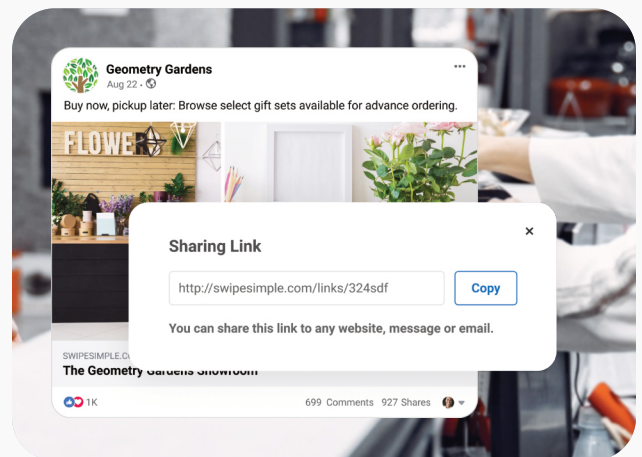 Geometry Gardens
Aug 22 ·
Buy now, pickup later: Browse select gift sets available for advance ordering.
FLOWER
Sharing Link
http://swipesimple.com/links/324sdf
Copy
You can share this link to any website, message or email.
SWIPESIMPLE.C
The Geometry Gardens Showroom
1K
699 Comments 927 Shares